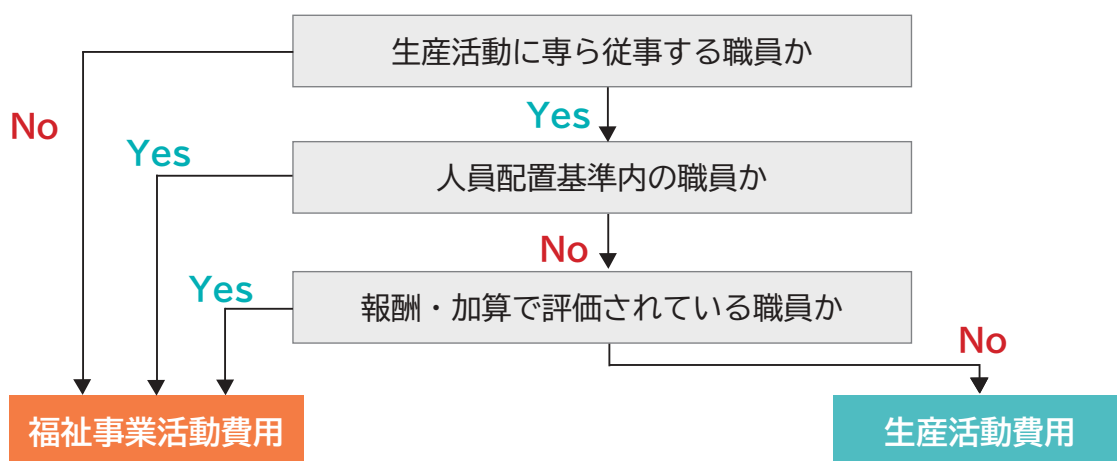 生産活動に専ら従事する職員か
No
Yes
Yes
人員配置基準内の職員か
No
Yes
報酬・加算で評価されている職員か
No
福祉事業活動費用
生産活動費用